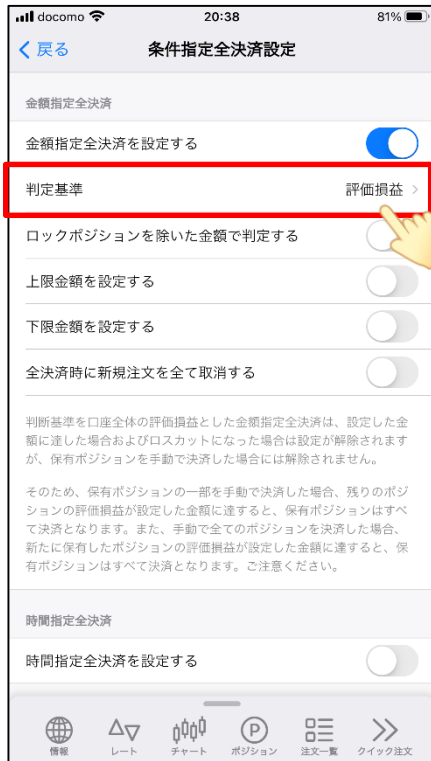 docomo 20:38 81%
戻る 条件指定全決済設定
金額指定全決済
金額指定全決済を設定する
判定基準 評価損益
ロックポジションを除いた金額で判定する
上限金額を設定する
下限金額を設定する
全決済時に新規注文を全て取消する
判断基準を口座全体の評価損益とした金額指定全決済は、設定した金
額に達した場合およびロスカットになった場合は設定が解除されます
が、保有ポジションを手動で決済した場合には解除されません。
そのため、保有ポジションの一部を手動で決済した場合、残りのポジ
ションの評価損益が設定した金額に達すると、保有ポジションはすべ
て決済となります。また、手動で全てのポジションを決済した場合、
新たに保有したポジションの評価損益が設定した金額に達すると、保
有ポジションはすべて決済となります。ご注意ください。
時間指定全決済
時間指定全決済を設定する
P
情報 レート チャート ポジション 注文一覧 クイック注文